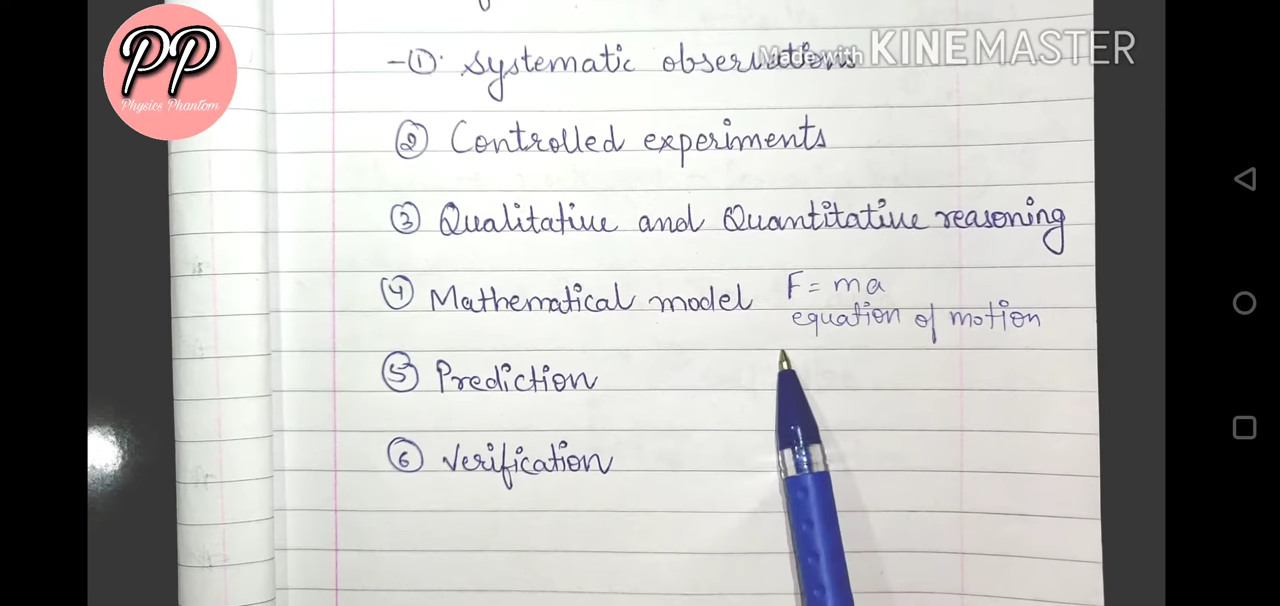 PP
Physics Phantom
Made with KINEMASTER
①. Systematic observations
② Controlled experiments
③ Qualitative and Quantitative reasoning
④ Mathematical model F = ma
equation of motion
⑤ Prediction
⑥ Verification